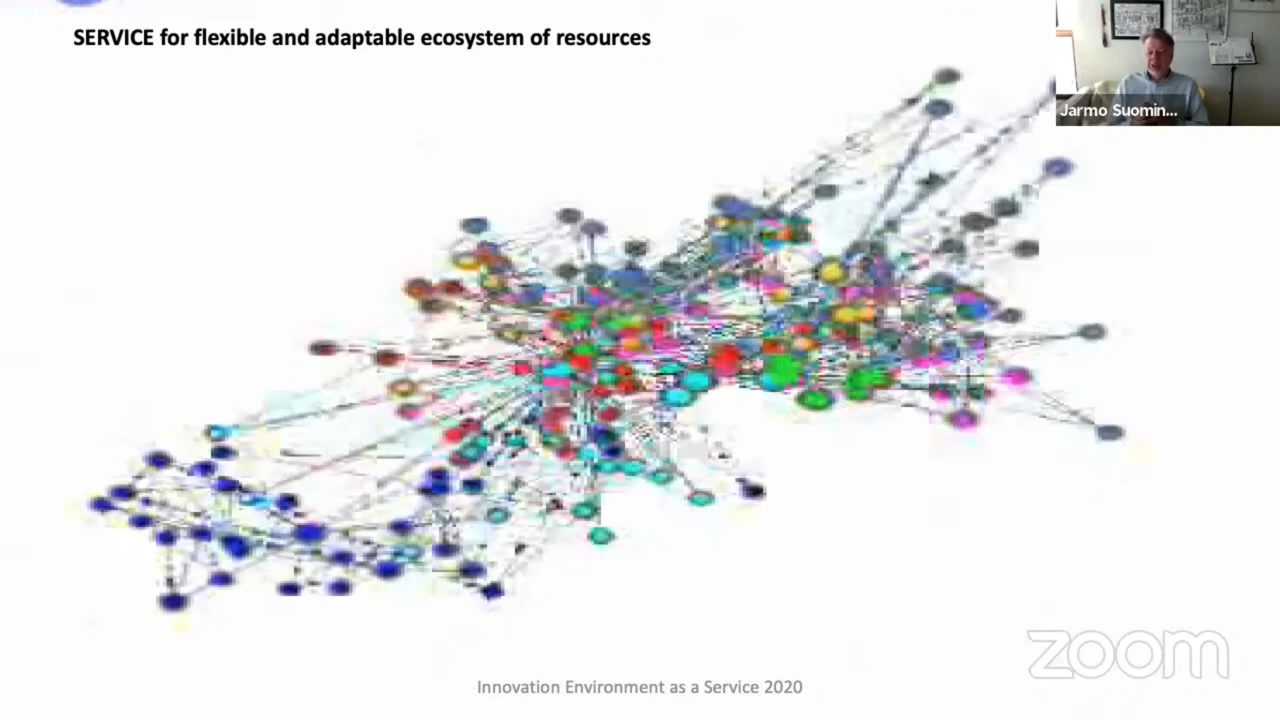 SERVICE for flexible and adaptable ecosystem of resources
Jarmo Suomin...
zoom
Innovation Environment as a Service 2020